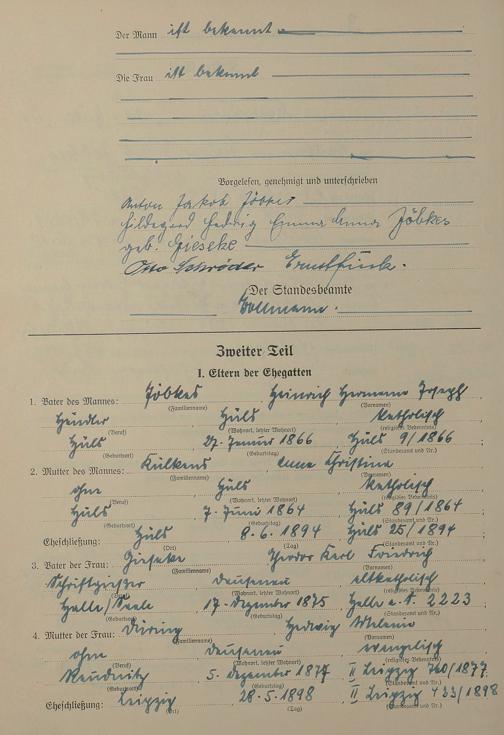 Der Mann ist bekannt
Die Frau ist bekannt
Vorgelesen, genehmigt und unterschrieben
Anton Jakob Jöbkes
Hildegard Hedwig Emma Anna Jöbkes
geb. Gieseke
Otto Schröder Ernst Fück.
Der Standesbeamte
Vollmann.
Zweiter Teil
I. Eltern der Ehegatten
1. Vater des Mannes: Jöbkes Heinrich Hermann Joseph
(Familienname) (Vornamen)
Händler Hüls katholisch
(Beruf) (Wohnort, letzter Wohnort) (religiöses Bekenntnis)
Hüls 27. Januar 1866 Hüls 9/1866
(Geburtsort) (Geburtstag) (Standesamt und Nr.)
2. Mutter des Mannes: Külkens Anna Christina
(Familienname) (Vornamen)
ohne Hüls katholisch
(Beruf) (Wohnort, letzter Wohnort) (religiöses Bekenntnis)
Hüls 7. Juni 1864 Hüls 89/1864
(Geburtsort) (Geburtstag) (Standesamt und Nr.)
Eheschließung: Hüls 8.6.1894 Hüls 25/1894
(Ort) (Tag) (Standesamt und Nr.)
3. Vater der Frau: Gieseke Theodor Karl Friedrich
(Familienname) (Vornamen)
Schriftgießer altkatholisch
(Wohnort, letzter Wohnort) (religiöses Bekenntnis)
Halle/Saale 17. Dezember 1875 Halle a. S. 2223
(Geburtsort) (Geburtstag) (Standesamt und Nr.)
4. Mutter der Frau: Düring Hedwig Melanie
(Familienname) (Vornamen)
ohne evangelisch
(Beruf) (Wohnort, letzter Wohnort) (religiöses Bekenntnis)
Reudnitz 5. Dezember 1877 II Leipzig 760/1877
(Geburtsort) (Geburtstag) (Standesamt und Nr.)
Eheschließung: Leipzig 28.5.1898 II Leipzig 433/1898
(Ort) (Tag) (Standesamt und Nr.)